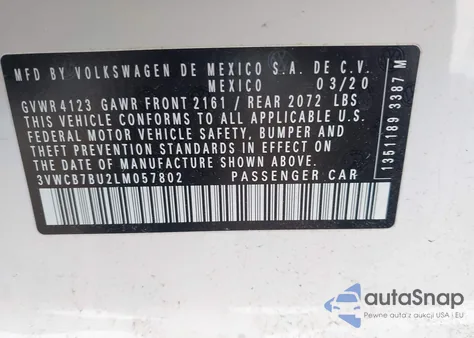 MFD BY VOLKSWAGEN DE MEXICO S.A. DE C.V.
MEXICO 03/20
GVWR 4123 GAWR FRONT 2161 / REAR 2072 LBS
THIS VEHICLE CONFORMS TO ALL APPLICABLE U.S.
FEDERAL MOTOR VEHICLE SAFETY, BUMPER AND
THEFT PREVENTION STANDARDS IN EFFECT ON
THE DATE OF MANUFACTURE SHOWN ABOVE.
3VWCB7BU2LM057802 PASSENGER CAR
1351189 3387 M
autoSnap
Pewne auta z aukcji USA i EU